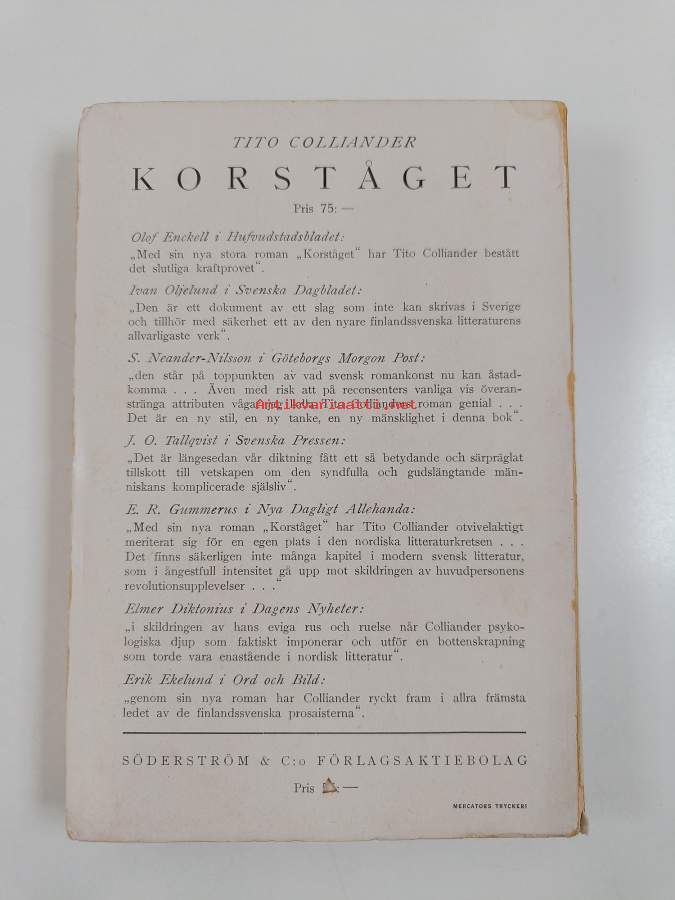 TITO COLLIANDER
KORSTÅGET
Pris 75: —
Olof Enckell i Hufvudstadsbladet:
„Med sin nya stora roman „Korståget“ har Tito Colliander bestått
det slutliga kraftprovet“.
Ivan Oljelund i Svenska Dagbladet:
„Den är ett dokument av ett slag som inte kan skrivas i Sverige
och tillhör med säkerhet ett av den nyare finlandssvenska litteraturens
allvarligaste verk“.
S. Neander-Nilsson i Göteborgs Morgon Post:
„den står på toppunkten av vad svensk romankonst nu kan åstad-
komma . . . Även med risk att på recensenters vanliga vis överan-
stränga attributen vågar jag kalla Tito Collianders roman genial . . .
Antikvariaatti.net
Det är en ny stil, en ny tanke, en ny mänsklighet i denna bok“.
J. O. Tallqvist i Svenska Pressen:
„Det är längesedan vår diktning fått ett så betydande och särpräglat
tillskott till vetskapen om den syndfulla och gudslängtande män-
niskans komplicerade själsliv“.
E. R. Gummerus i Nya Dagligt Allehanda:
„Med sin nya roman „Korståget“ har Tito Colliander otvivelaktigt
meriterat sig för en egen plats i den nordiska litteraturkretsen . . .
Det finns säkerligen inte många kapitel i modern svensk litteratur,
som i ångestfull intensitet gå upp mot skildringen av huvudpersonens
revolutionsupplevelser . . .“
Elmer Diktonius i Dagens Nyheter:
„i skildringen av hans eviga rus och ruelse når Colliander psyko-
logiska djup som faktiskt imponerar och utför en bottenskrapning
som torde vara enastående i nordisk litteratur“.
Erik Ekelund i Ord och Bild:
„genom sin nya roman har Colliander ryckt fram i allra främsta
ledet av de finlandssvenska prosaisterna“.
SÖDERSTRÖM & C:o FÖRLAGSAKTIEBOLAG
Pris : —
MERCATORS TRYCKERI